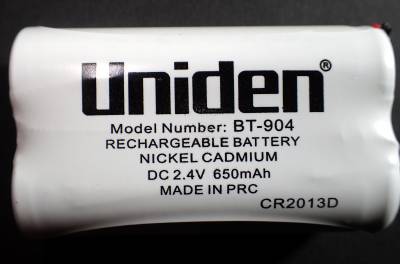 Uniden®
Model Number: BT-904
RECHARGEABLE BATTERY
NICKEL CADMIUM
DC 2.4V 650mAh
MADE IN PRC
CR2013D